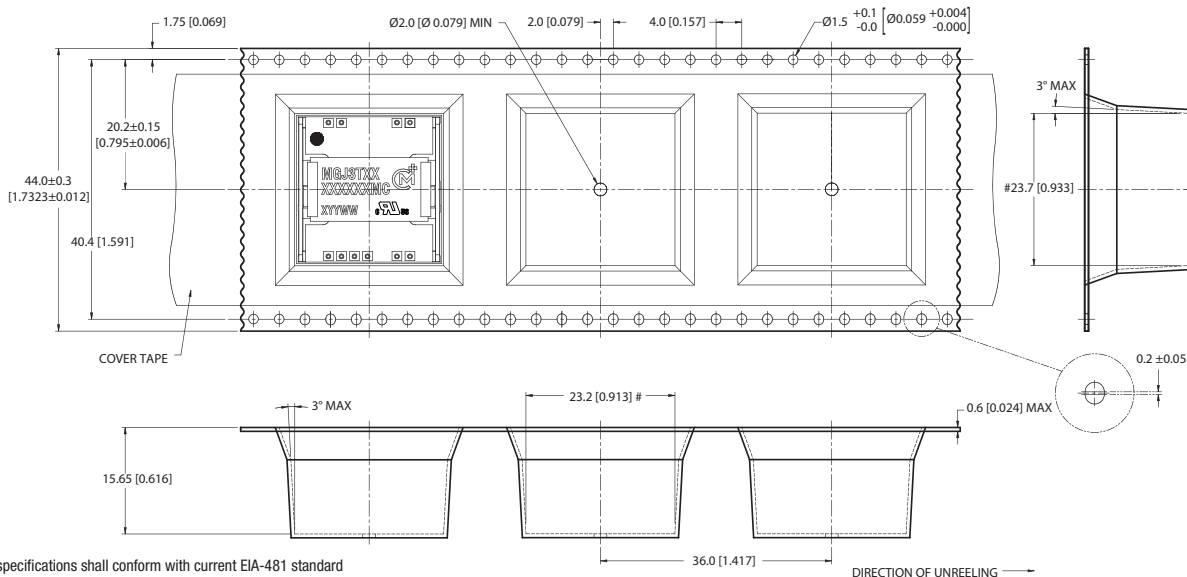 1.75 [0.069]
Ø2.0 [Ø 0.079] MIN
2.0 [0.079]
4.0 [0.157]
Ø1.5 +0.1 -0.0 [Ø0.059 +0.004 -0.000]
3° MAX
20.2±0.15
[0.795±0.006]
44.0±0.3
[1.7323±0.012]
40.4 [1.591]
#23.7 [0.933]
MGJ3TXX
XXXXXXMC
XYYWW
COVER TAPE
0.2 ±0.05
3° MAX
23.2 [0.913] #
0.6 [0.024] MAX
15.65 [0.616]
36.0 [1.417]
specifications shall conform with current EIA-481 standard
DIRECTION OF UNREELING